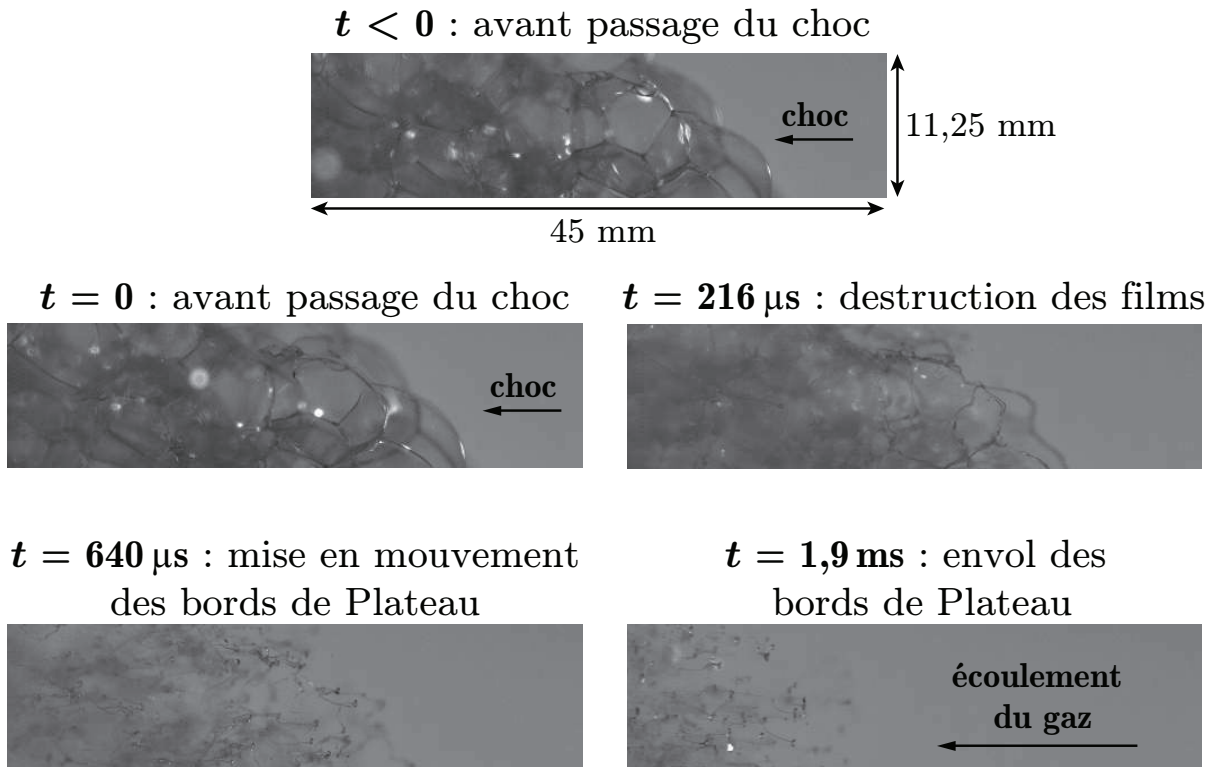 t < 0 : avant passage du choc
choc
11,25 mm
45 mm
t = 0 : avant passage du choc
choc
t = 216 µs : destruction des films
t = 640 µs : mise en mouvement
des bords de Plateau
t = 1,9 ms : envol des
bords de Plateau
écoulement
du gaz